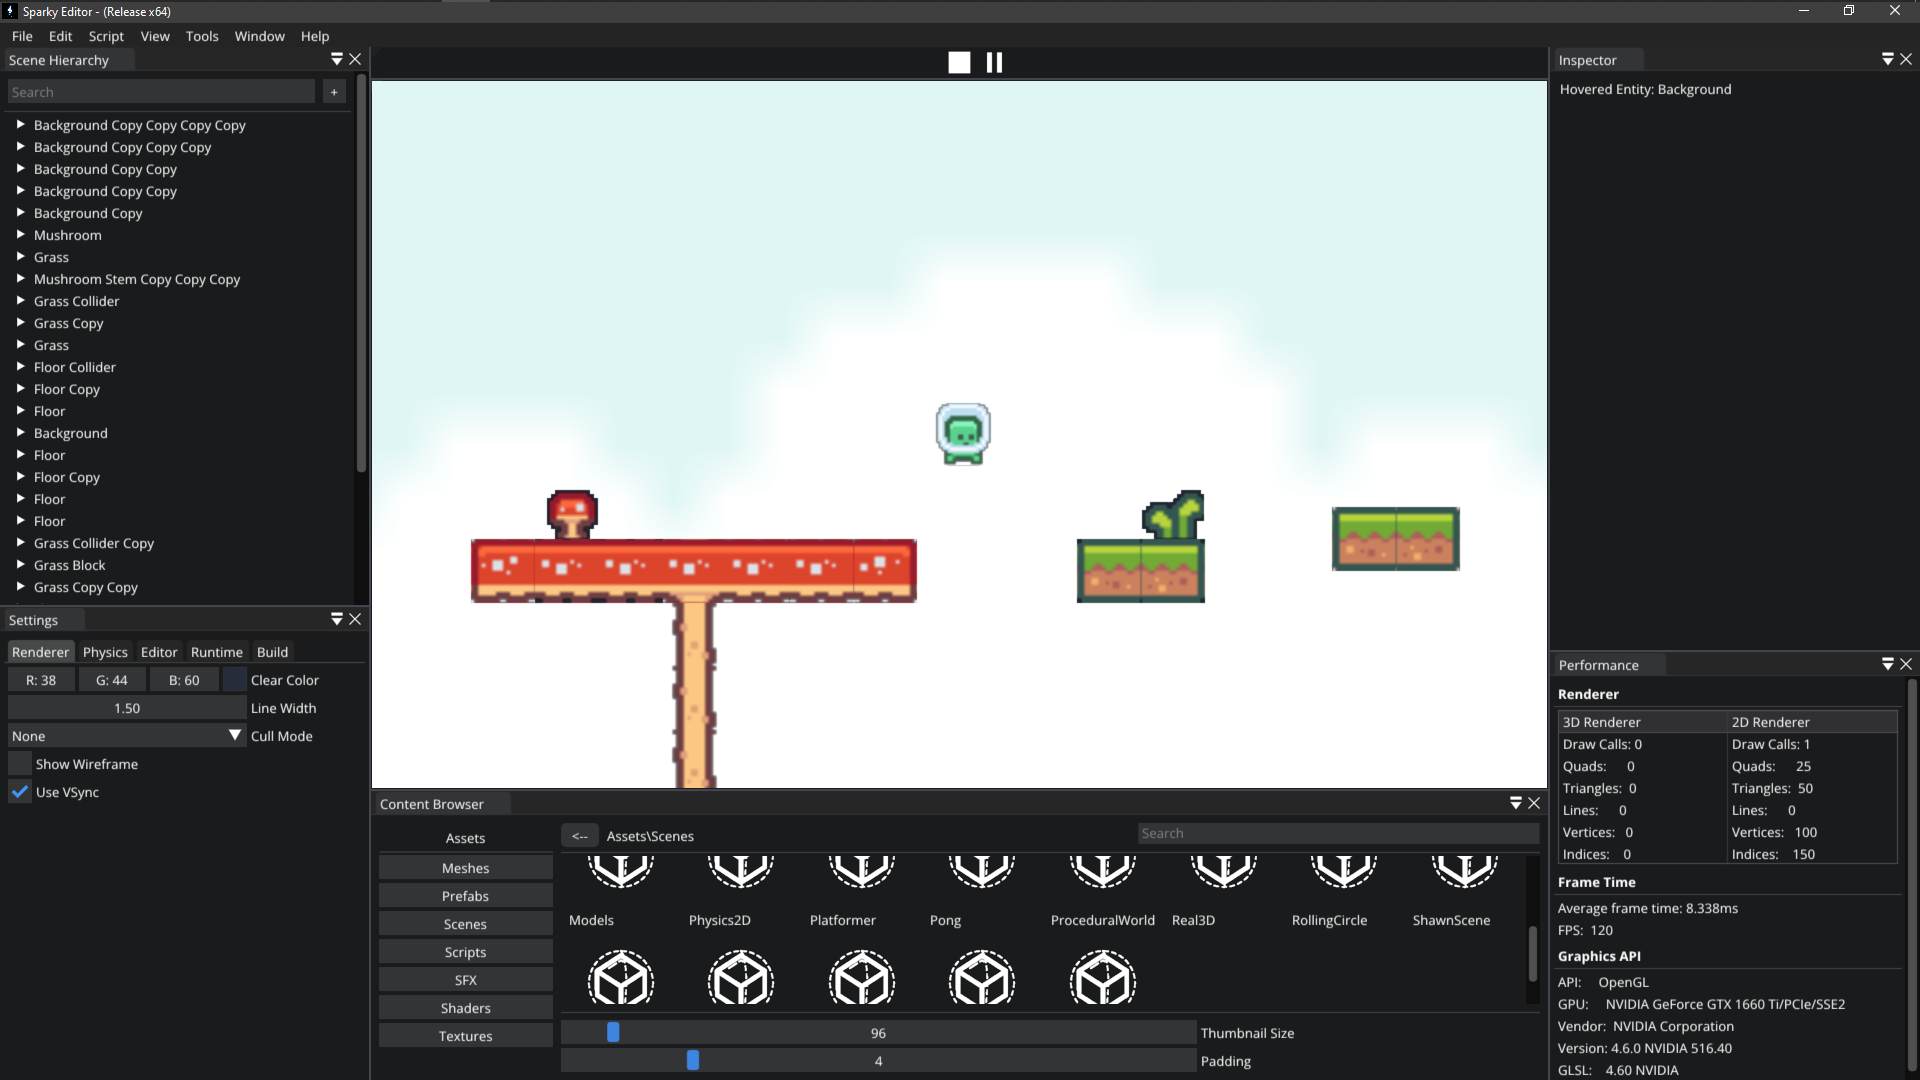 Sparky Editor - (Release x64)
File Edit Script View Tools Window Help
Scene Hierarchy
Search +
Background Copy Copy Copy Copy
Background Copy Copy Copy
Background Copy Copy
Background Copy Copy
Background Copy
Mushroom
Grass
Mushroom Stem Copy Copy Copy
Grass Collider
Grass Copy
Grass
Floor Collider
Floor Copy
Floor
Background
Floor
Floor Copy
Floor
Floor
Grass Collider Copy
Grass Block
Grass Copy Copy
Settings
Renderer Physics Editor Runtime Build
R: 38 G: 44 B: 60 Clear Color
1.50 Line Width
None Cull Mode
Show Wireframe
Use VSync
Content Browser
Assets
Meshes
Prefabs
Scenes
Scripts
SFX
Shaders
Textures
<-- Assets\Scenes Search
Models Physics2D Platformer Pong ProceduralWorld Real3D RollingCircle ShawnScene
96 Thumbnail Size
4 Padding
Inspector
Hovered Entity: Background
Performance
Renderer
3D Renderer 2D Renderer
Draw Calls: 0 Draw Calls: 1
Quads: 0 Quads: 25
Triangles: 0 Triangles: 50
Lines: 0 Lines: 0
Vertices: 0 Vertices: 100
Indices: 0 Indices: 150
Frame Time
Average frame time: 8.338ms
FPS: 120
Graphics API
API: OpenGL
GPU: NVIDIA GeForce GTX 1660 Ti/PCIe/SSE2
Vendor: NVIDIA Corporation
Version: 4.6.0 NVIDIA 516.40
GLSL: 4.60 NVIDIA